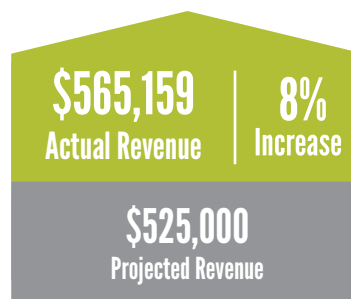 $565,159
Actual Revenue
8%
Increase
$525,000
Projected Revenue